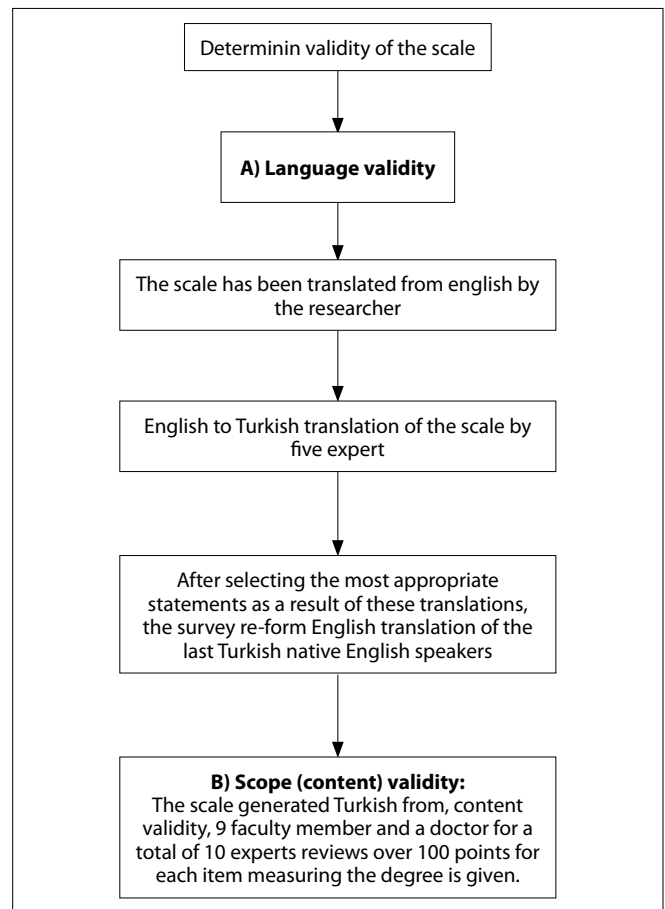 Determinin validity of the scale
A) Language validity
The scale has been translated from english by
the researcher
English to Turkish translation of the scale by
five expert
After selecting the most appropriate
statements as a result of these translations,
the survey re-form English translation of the
last Turkish native English speakers
B) Scope (content) validity:
The scale generated Turkish from, content
validity, 9 faculty member and a doctor for a
total of 10 experts reviews over 100 points for
each item measuring the degree is given.